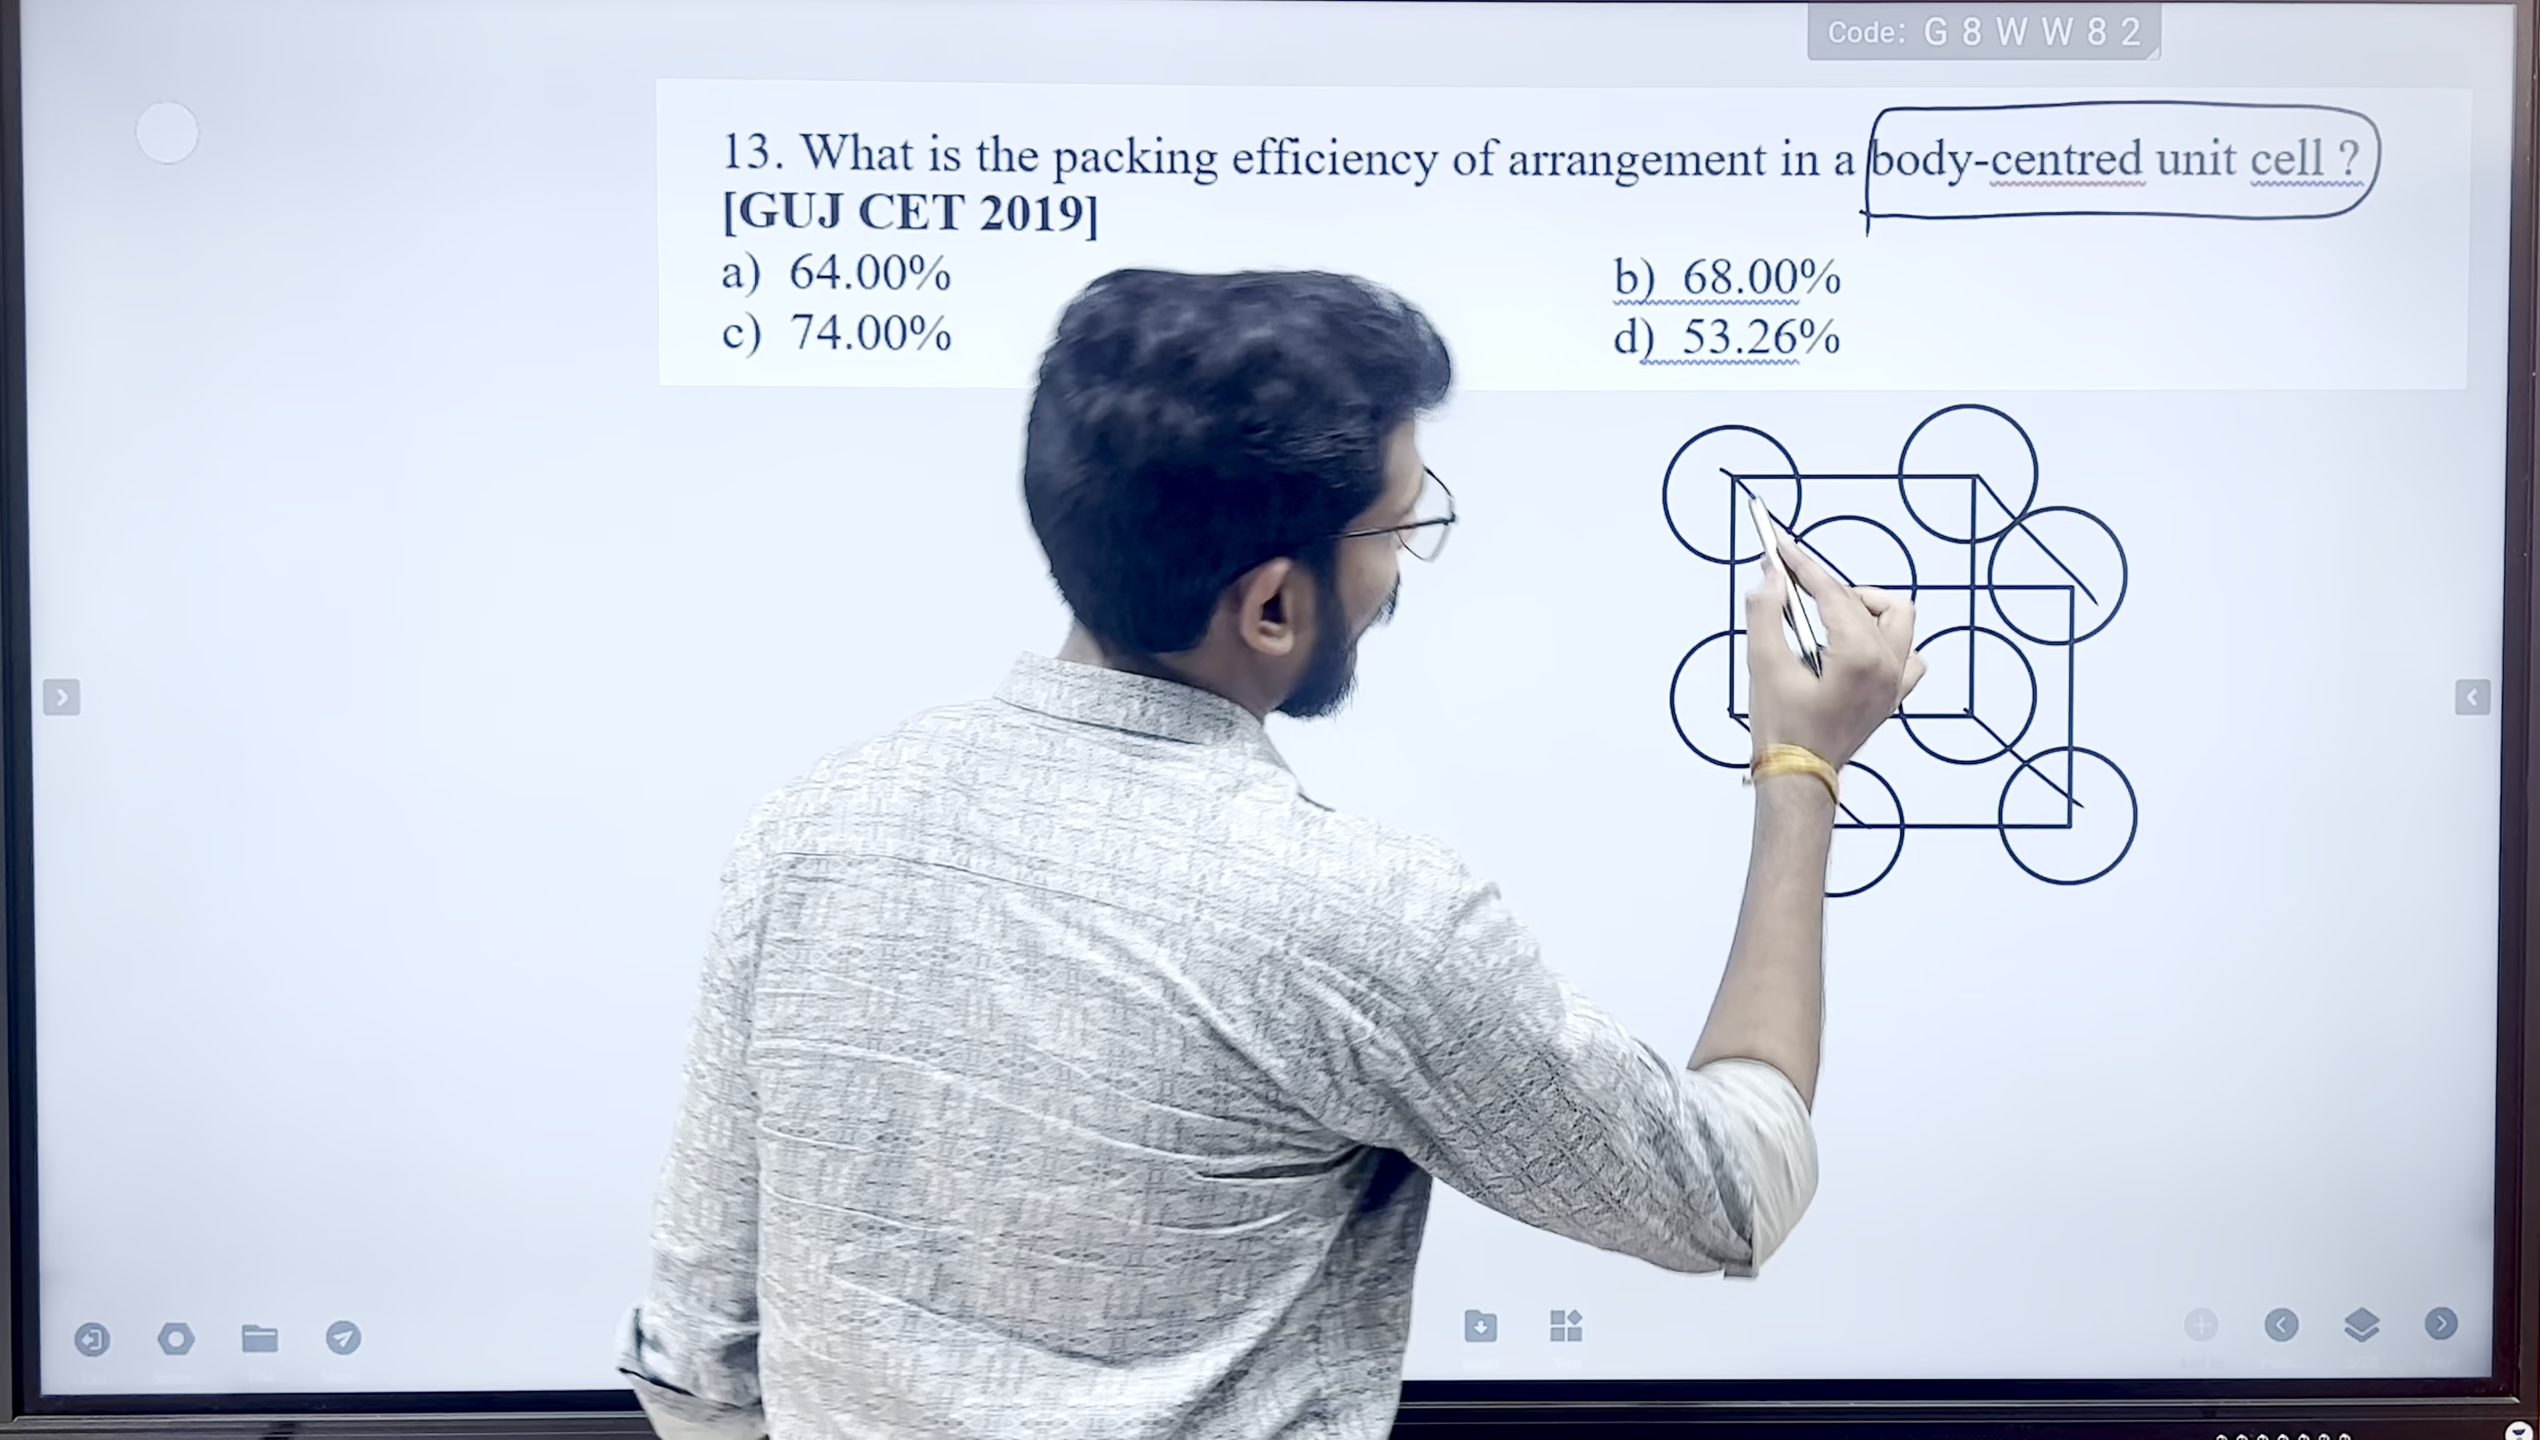 Code: G 8 W W 8 2
13. What is the packing efficiency of arrangement in a body-centred unit cell ?
[GUJ CET 2019]
a) 64.00%
b) 68.00%
c) 74.00%
d) 53.26%